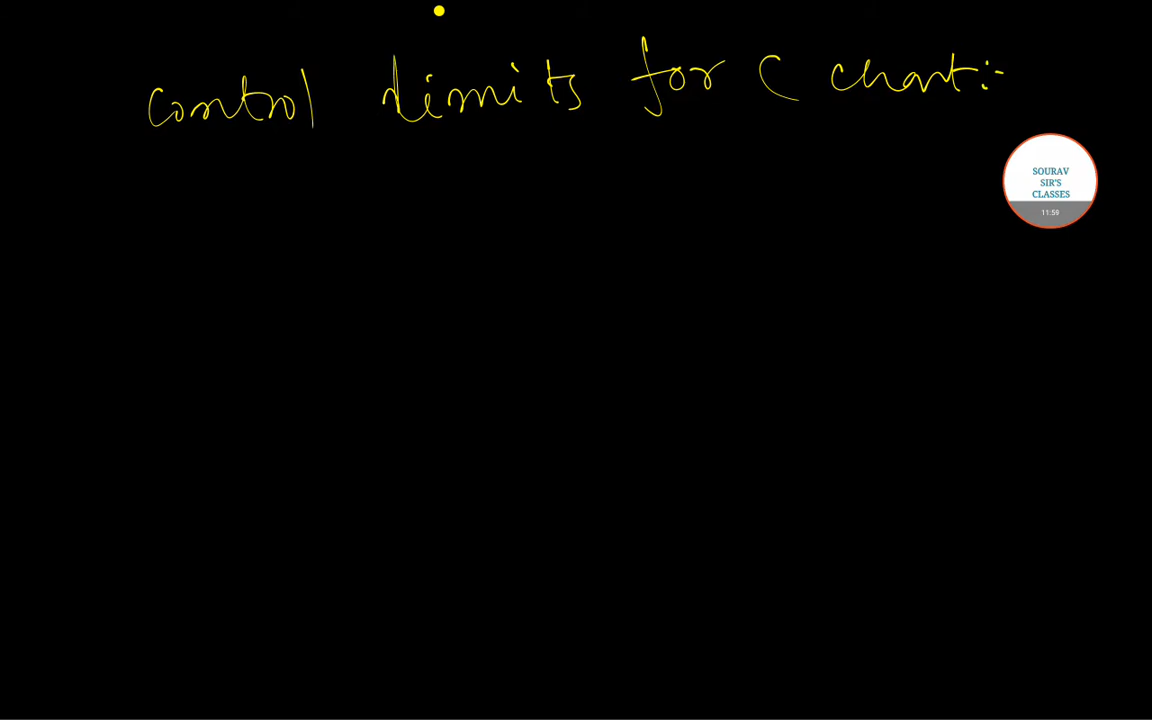 control limits for C chart:-
SOURAV
SIR'S
CLASSES
11:59